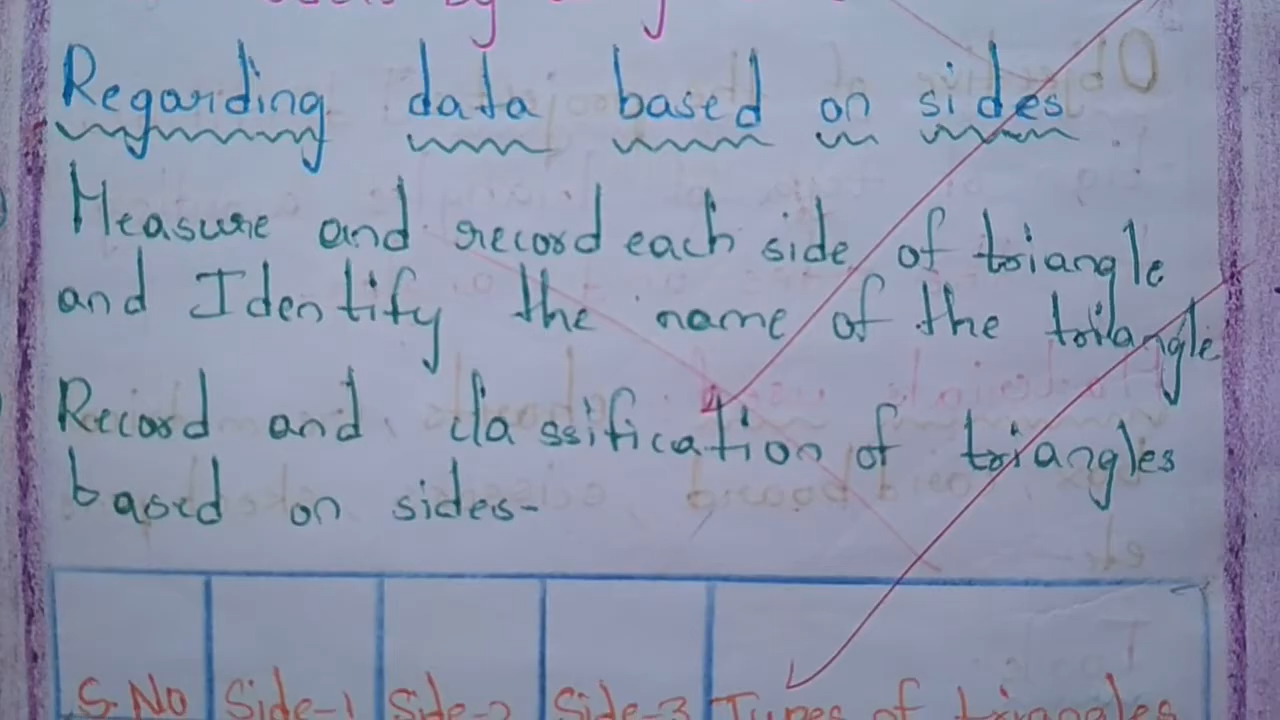 Regarding data based on sides
Measure and record each side of triangle
and Identify the name of the triangle
Record and classification of triangles
based on sides-
S.No Side-1 Side-2 Side-3 Types of triangles